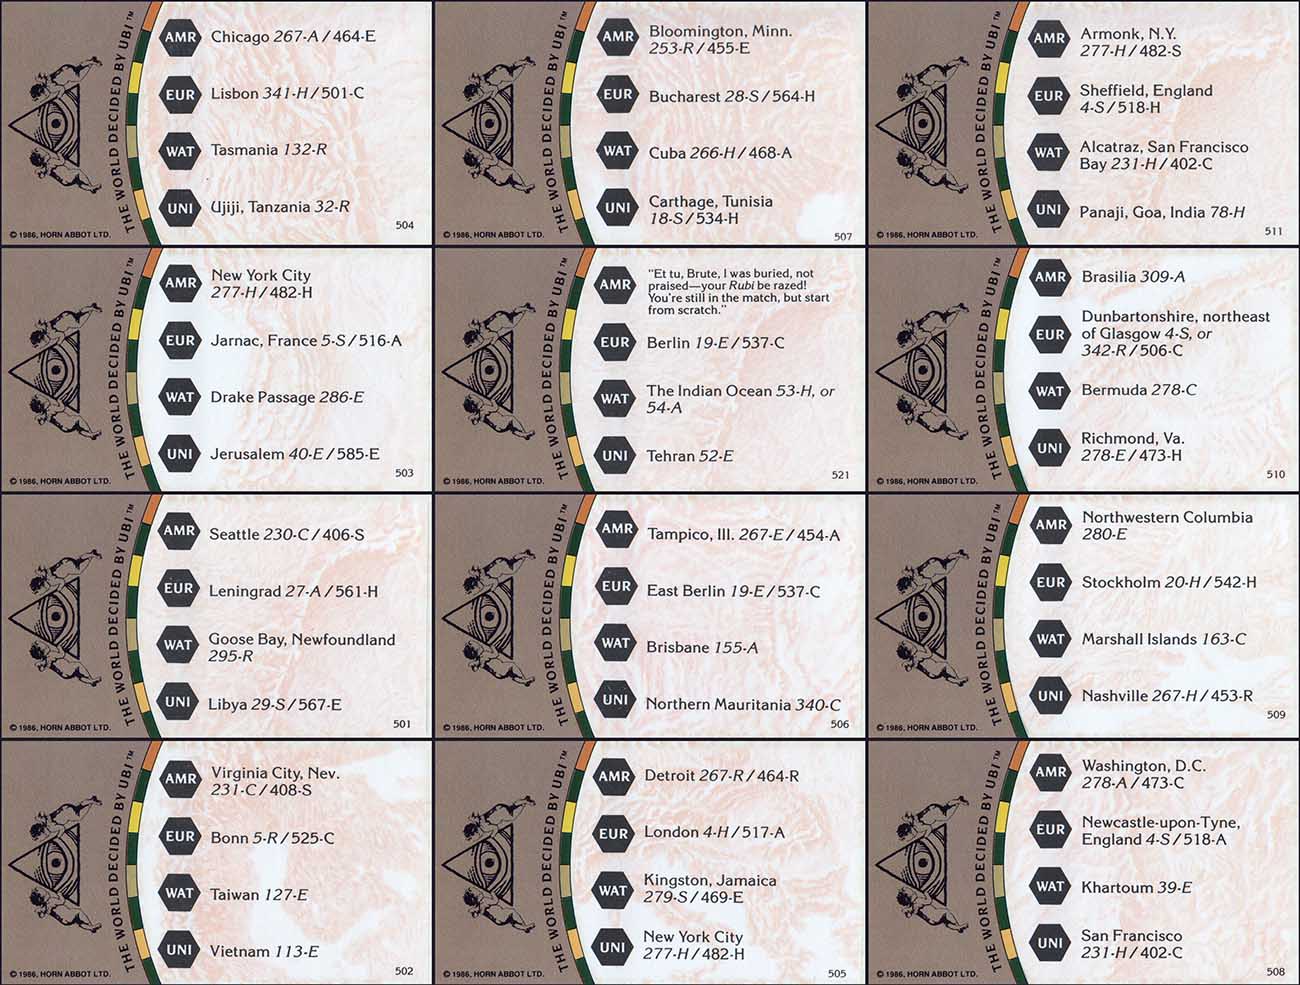 THE WORLD DECIDED BY UBI™
AMR Chicago 267-A / 464-E
EUR Lisbon 341-H / 501-C
WAT Tasmania 132-R
UNI Ujiji, Tanzania 32-R
© 1986, HORN ABBOT LTD.
504
THE WORLD DECIDED BY UBI™
AMR Bloomington, Minn.
253-R / 455-E
EUR Bucharest 28-S / 564-H
WAT Cuba 266-H / 468-A
UNI Carthage, Tunisia
18-S / 534-H
© 1986, HORN ABBOT LTD.
507
THE WORLD DECIDED BY UBI™
AMR Armonk, N.Y.
277-H / 482-S
EUR Sheffield, England
4-S / 518-H
WAT Alcatraz, San Francisco
Bay 231-H / 402-C
UNI Panaji, Goa, India 78-H
© 1986, HORN ABBOT LTD.
511
THE WORLD DECIDED BY UBI™
AMR New York City
277-H / 482-H
EUR Jarnac, France 5-S / 516-A
WAT Drake Passage 286-E
UNI Jerusalem 40-E / 585-E
© 1986, HORN ABBOT LTD.
503
THE WORLD DECIDED BY UBI™
AMR "Et tu, Brute, I was buried, not
praised—your Rubi be razed!
You're still in the match, but start
from scratch."
EUR Berlin 19-E / 537-C
WAT The Indian Ocean 53-H, or
54-A
UNI Tehran 52-E
© 1986, HORN ABBOT LTD.
521
THE WORLD DECIDED BY UBI™
AMR Brasilia 309-A
EUR Dunbartonshire, northeast
of Glasgow 4-S, or
342-R / 506-C
WAT Bermuda 278-C
UNI Richmond, Va.
278-E / 473-H
© 1986, HORN ABBOT LTD.
510
THE WORLD DECIDED BY UBI™
AMR Seattle 230-C / 406-S
EUR Leningrad 27-A / 561-H
WAT Goose Bay, Newfoundland
295-R
UNI Libya 29-S / 567-E
© 1986, HORN ABBOT LTD.
501
THE WORLD DECIDED BY UBI™
AMR Tampico, Ill. 267-E / 454-A
EUR East Berlin 19-E / 537-C
WAT Brisbane 155-A
UNI Northern Mauritania 340-C
© 1986, HORN ABBOT LTD.
506
THE WORLD DECIDED BY UBI™
AMR Northwestern Columbia
280-E
EUR Stockholm 20-H / 542-H
WAT Marshall Islands 163-C
UNI Nashville 267-H / 453-R
© 1986, HORN ABBOT LTD.
509
THE WORLD DECIDED BY UBI™
AMR Virginia City, Nev.
231-C / 408-S
EUR Bonn 5-R / 525-C
WAT Taiwan 127-E
UNI Vietnam 113-E
© 1986, HORN ABBOT LTD.
502
THE WORLD DECIDED BY UBI™
AMR Detroit 267-R / 464-R
EUR London 4-H / 517-A
WAT Kingston, Jamaica
279-S / 469-E
UNI New York City
277-H / 482-H
© 1986, HORN ABBOT LTD.
505
THE WORLD DECIDED BY UBI™
AMR Washington, D.C.
278-A / 473-C
EUR Newcastle-upon-Tyne,
England 4-S / 518-A
WAT Khartoum 39-E
UNI San Francisco
231-H / 402-C
© 1986, HORN ABBOT LTD.
508